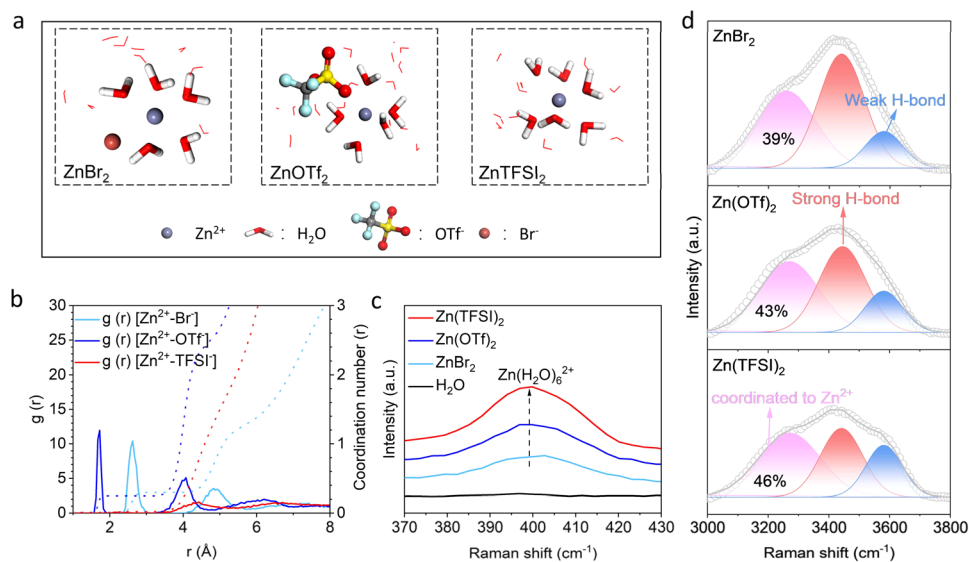 a
ZnBr2
ZnOTf2
ZnTFSI2
: Zn2+ : H2O : OTf- : Br-
b
30
25
20
15
10
5
0
g (r)
g (r) [Zn2+-Br-]
g (r) [Zn2+-OTf-]
g (r) [Zn2+-TFSI-]
3
2
1
0
Coordination number (r)
0 2 4 6 8
r (Å)
c
Intensity (a.u.)
Zn(TFSI)2
Zn(OTf)2
ZnBr2
H2O
Zn(H2O)62+
370 380 390 400 410 420 430
Raman shift (cm-1)
d
Intensity (a.u.)
ZnBr2
Weak H-bond
39%
Zn(OTf)2
Strong H-bond
43%
Zn(TFSI)2
coordinated to Zn2+
46%
3000 3200 3400 3600 3800
Raman shift (cm-1)